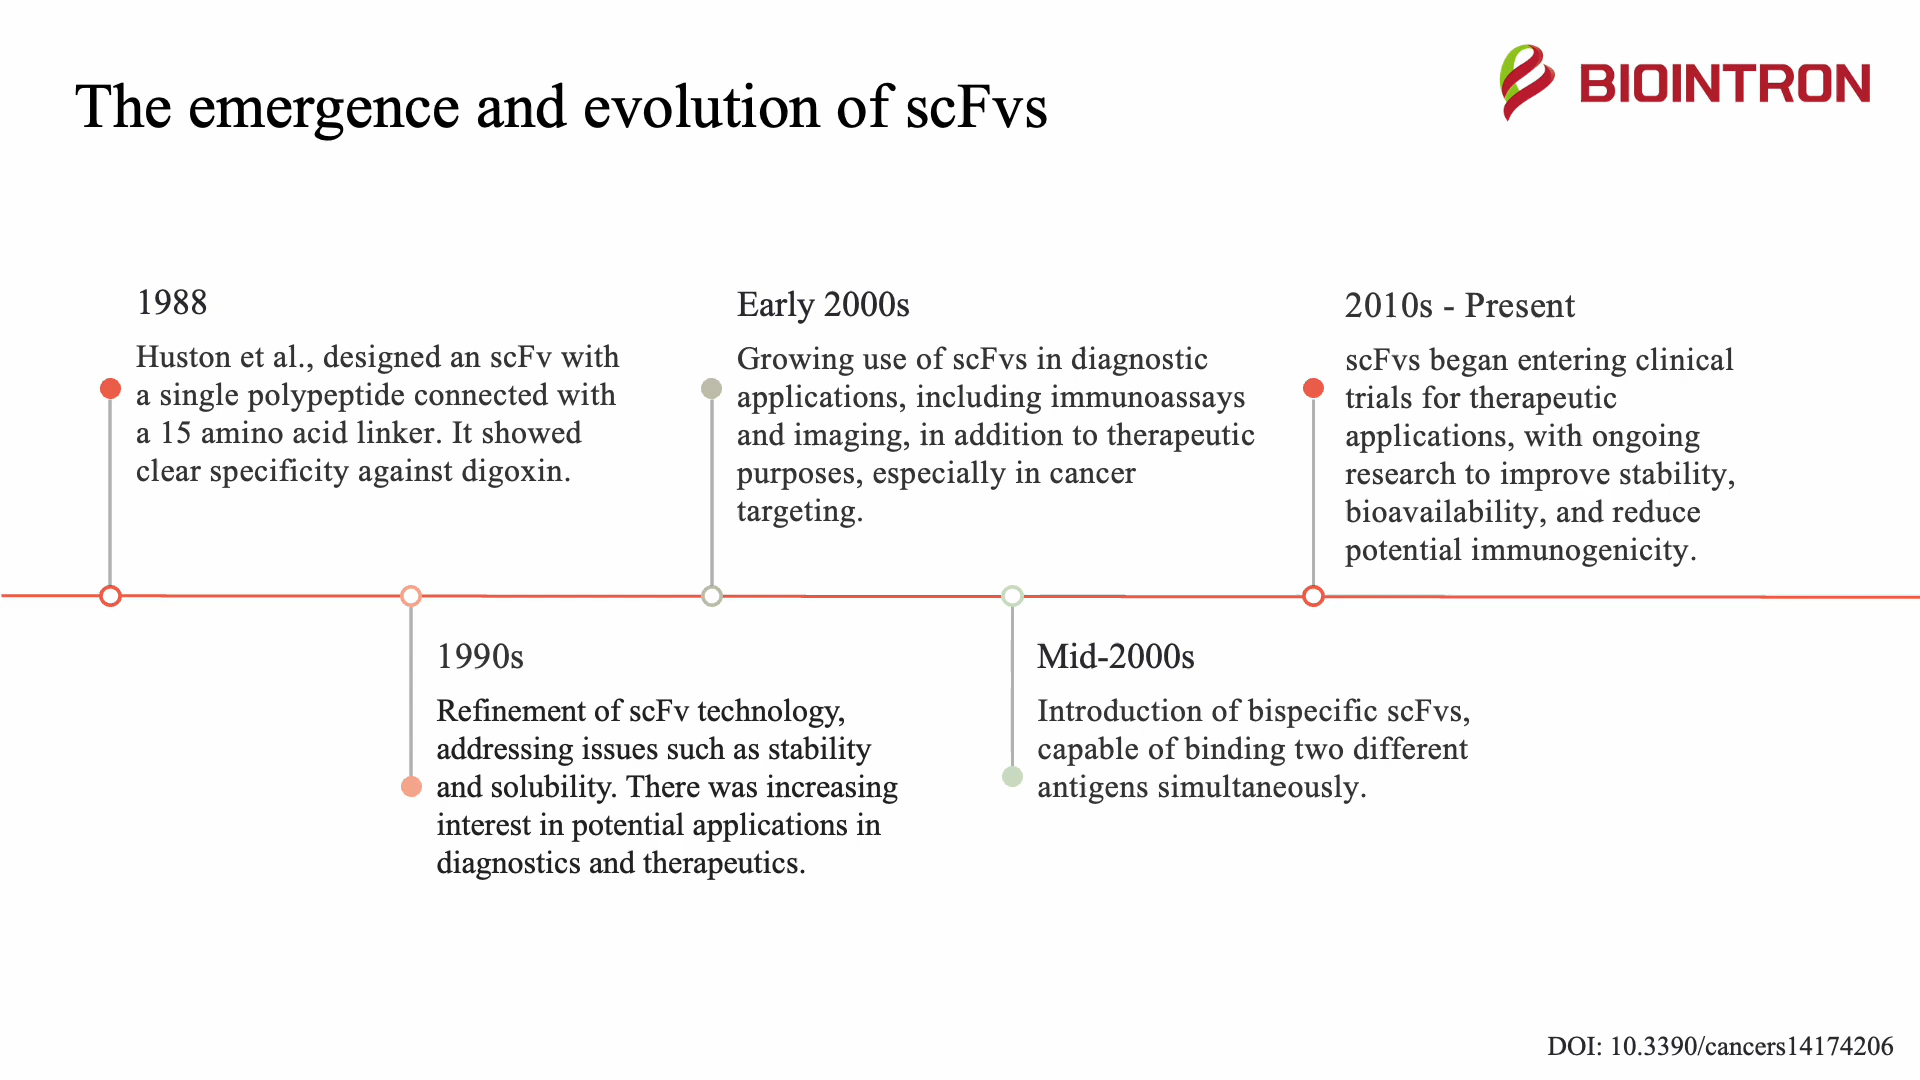 The emergence and evolution of scFvs
BIOINTRON
1988
Huston et al., designed an scFv with
a single polypeptide connected with
a 15 amino acid linker. It showed
clear specificity against digoxin.
Early 2000s
Growing use of scFvs in diagnostic
applications, including immunoassays
and imaging, in addition to therapeutic
purposes, especially in cancer
targeting.
2010s - Present
scFvs began entering clinical
trials for therapeutic
applications, with ongoing
research to improve stability,
bioavailability, and reduce
potential immunogenicity.
1990s
Refinement of scFv technology,
addressing issues such as stability
and solubility. There was increasing
interest in potential applications in
diagnostics and therapeutics.
Mid-2000s
Introduction of bispecific scFvs,
capable of binding two different
antigens simultaneously.
DOI: 10.3390/cancers14174206